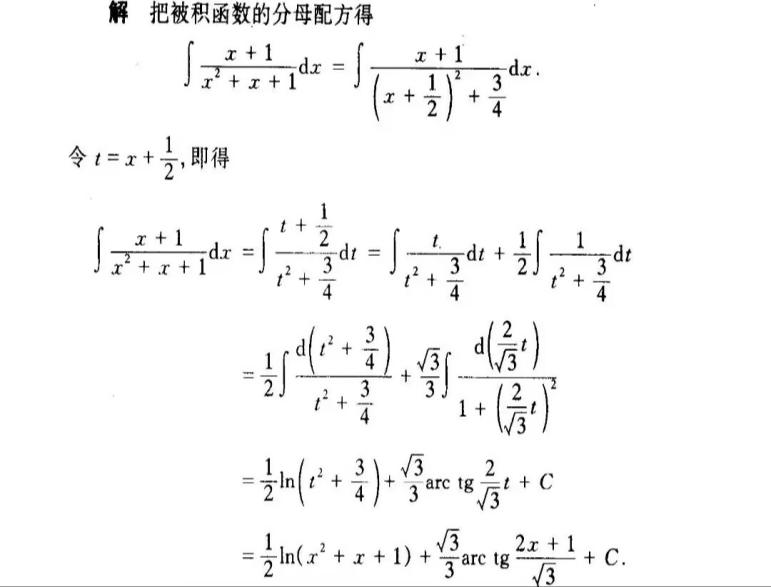 解 把被积函数的分母配方得
∫ (x + 1)/(x² + x + 1) dx = ∫ (x + 1)/((x + 1/2)² + 3/4) dx.
令 t = x + 1/2, 即得
∫ (x + 1)/(x² + x + 1) dx = ∫ (t + 1/2)/(t² + 3/4) dt = ∫ t/(t² + 3/4) dt + 1/2 ∫ 1/(t² + 3/4) dt
= 1/2 ∫ d(t² + 3/4)/(t² + 3/4) + √3/3 ∫ d(2/√3 t)/(1 + (2/√3 t)²)
= 1/2 ln(t² + 3/4) + √3/3 arc tg 2/√3 t + C
= 1/2 ln(x² + x + 1) + √3/3 arc tg (2x + 1)/√3 + C.